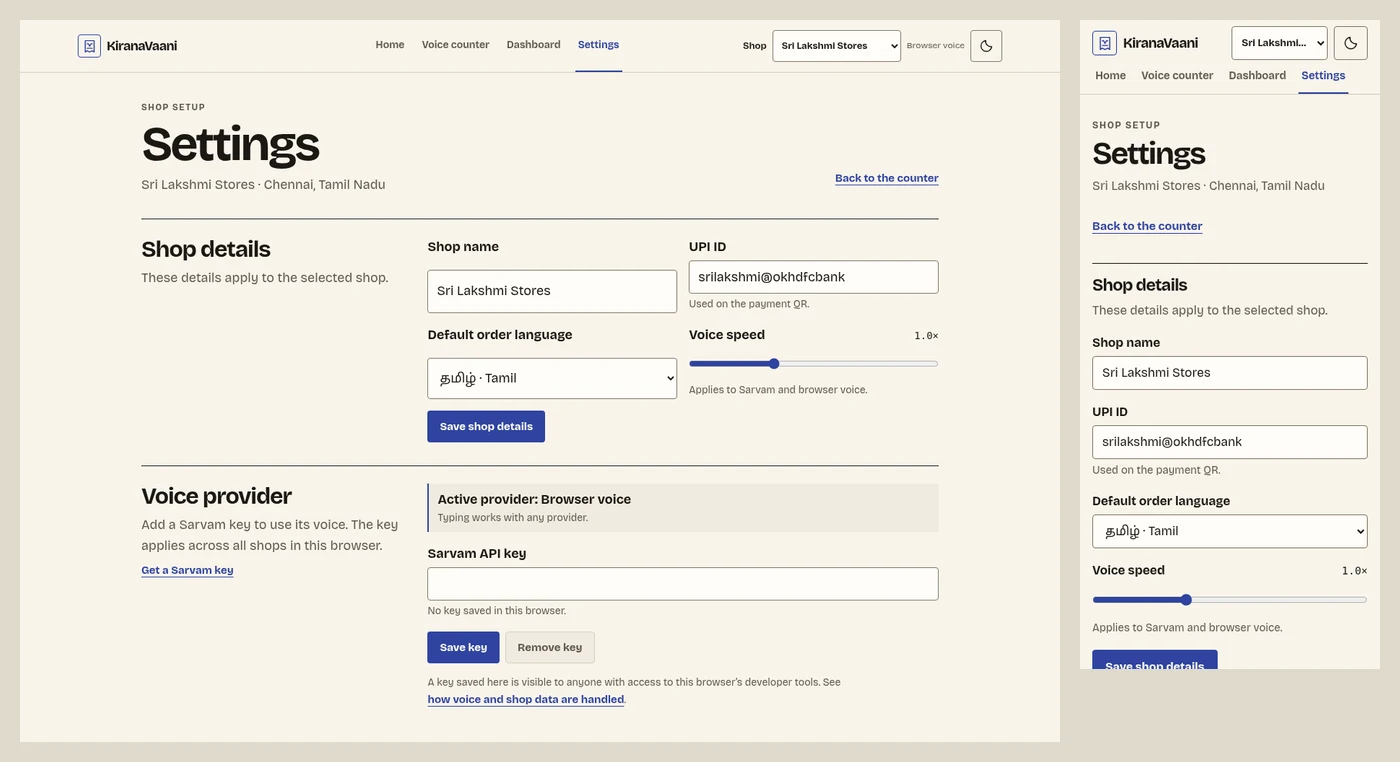 KiranaVaani
Home Voice counter Dashboard Settings
Shop Sri Lakshmi Stores Browser voice
SHOP SETUP
Settings
Sri Lakshmi Stores · Chennai, Tamil Nadu
Back to the counter
Shop details
These details apply to the selected shop.
Shop name
Sri Lakshmi Stores
UPI ID
srilakshmi@okhdfcbank
Used on the payment QR.
Default order language
தமிழ் · Tamil
Voice speed 1.0×
Applies to Sarvam and browser voice.
Save shop details
Voice provider
Add a Sarvam key to use its voice. The key
applies across all shops in this browser.
Get a Sarvam key
Active provider: Browser voice
Typing works with any provider.
Sarvam API key
No key saved in this browser.
Save key Remove key
A key saved here is visible to anyone with access to this browser's developer tools. See
how voice and shop data are handled.
KiranaVaani Sri Lakshmi...
Home Voice counter Dashboard Settings
SHOP SETUP
Settings
Sri Lakshmi Stores · Chennai, Tamil Nadu
Back to the counter
Shop details
These details apply to the selected shop.
Shop name
Sri Lakshmi Stores
UPI ID
srilakshmi@okhdfcbank
Used on the payment QR.
Default order language
தமிழ் · Tamil
Voice speed 1.0×
Applies to Sarvam and browser voice.
Save shop details